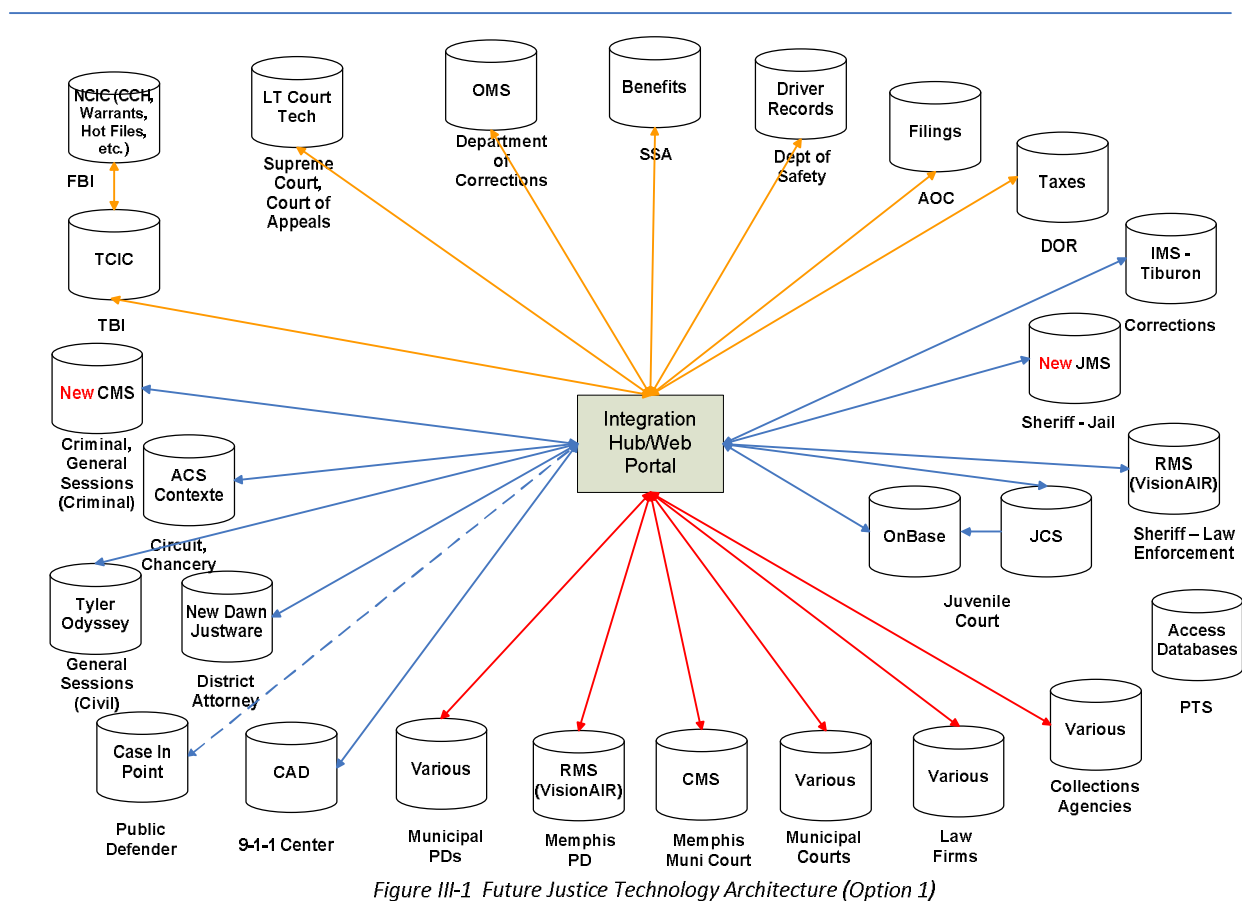 NCIC (CCH,
Warrants,
Hot Files,
etc.)
FBI
LT Court
Tech
Supreme
Court,
Court of
Appeals
OMS
Department
of
Corrections
Benefits
SSA
Driver
Records
Dept of
Safety
Filings
AOC
Taxes
DOR
TCIC
TBI
IMS -
Tiburon
Corrections
New CMS
Criminal,
General
Sessions
(Criminal)
New JMS
Sheriff - Jail
Integration
Hub/Web
Portal
ACS
Contexte
Circuit,
Chancery
RMS
(VisionAIR)
Sheriff – Law
Enforcement
OnBase
JCS
Juvenile
Court
Tyler
Odyssey
General
Sessions
(Civil)
New Dawn
Justware
District
Attorney
Access
Databases
PTS
Case In
Point
Public
Defender
CAD
9-1-1 Center
Various
Municipal
PDs
RMS
(VisionAIR)
Memphis
PD
CMS
Memphis
Muni Court
Various
Municipal
Courts
Various
Law
Firms
Various
Collections
Agencies
Figure III-1 Future Justice Technology Architecture (Option 1)